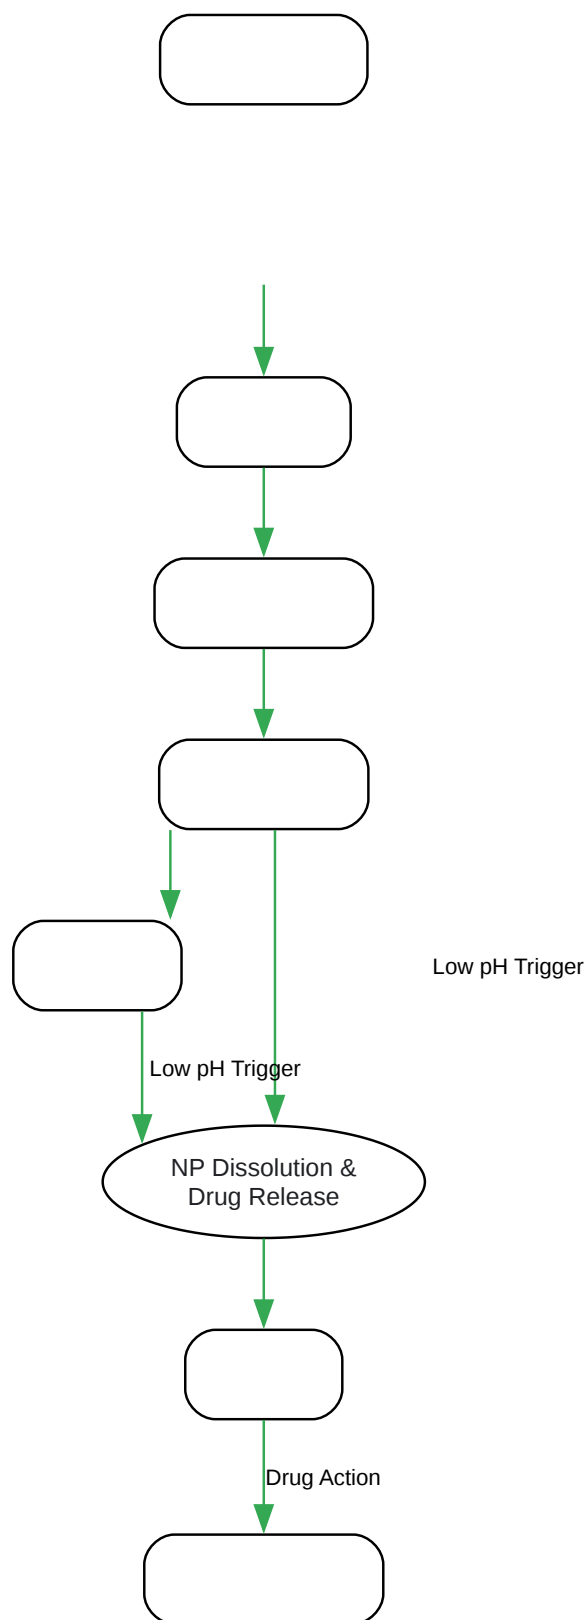 Low pH Trigger
Low pH Trigger
NP Dissolution &
Drug Release
Drug Action